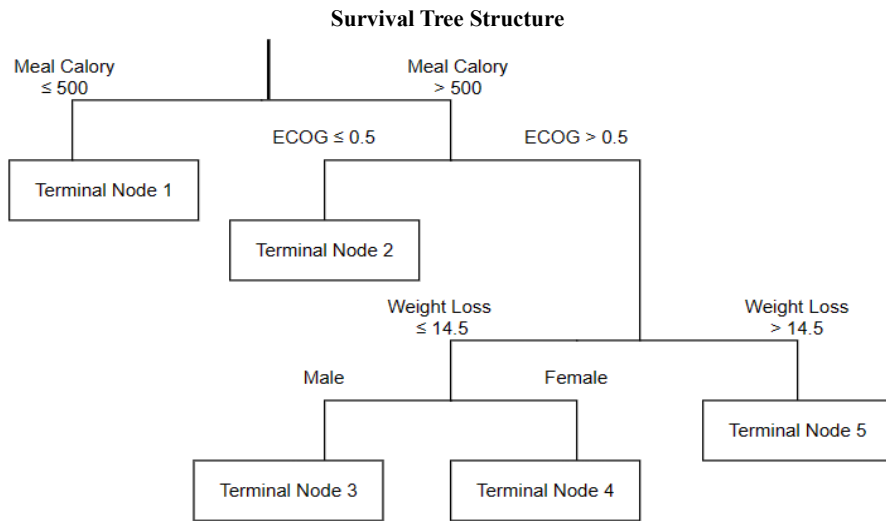 Survival Tree Structure
Meal Calory
≤ 500
Meal Calory
> 500
ECOG ≤ 0.5
ECOG > 0.5
Terminal Node 1
Terminal Node 2
Weight Loss
≤ 14.5
Weight Loss
> 14.5
Male
Female
Terminal Node 5
Terminal Node 3
Terminal Node 4